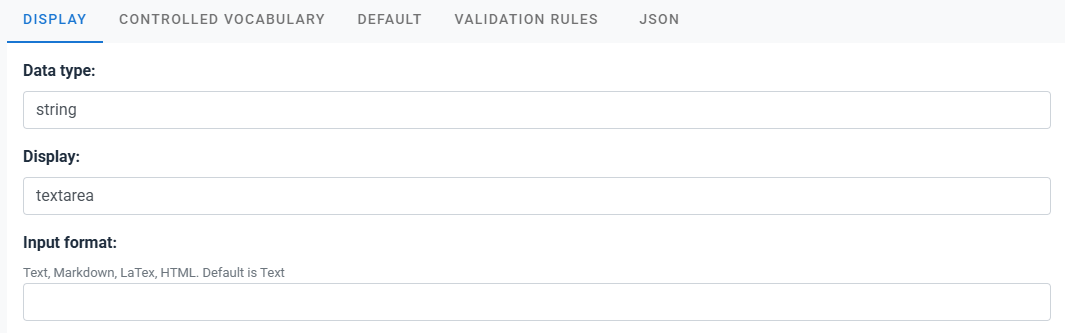 DISPLAY CONTROLLED VOCABULARY DEFAULT VALIDATION RULES JSON
Data type:
string
Display:
textarea
Input format:
Text, Markdown, LaTex, HTML. Default is Text